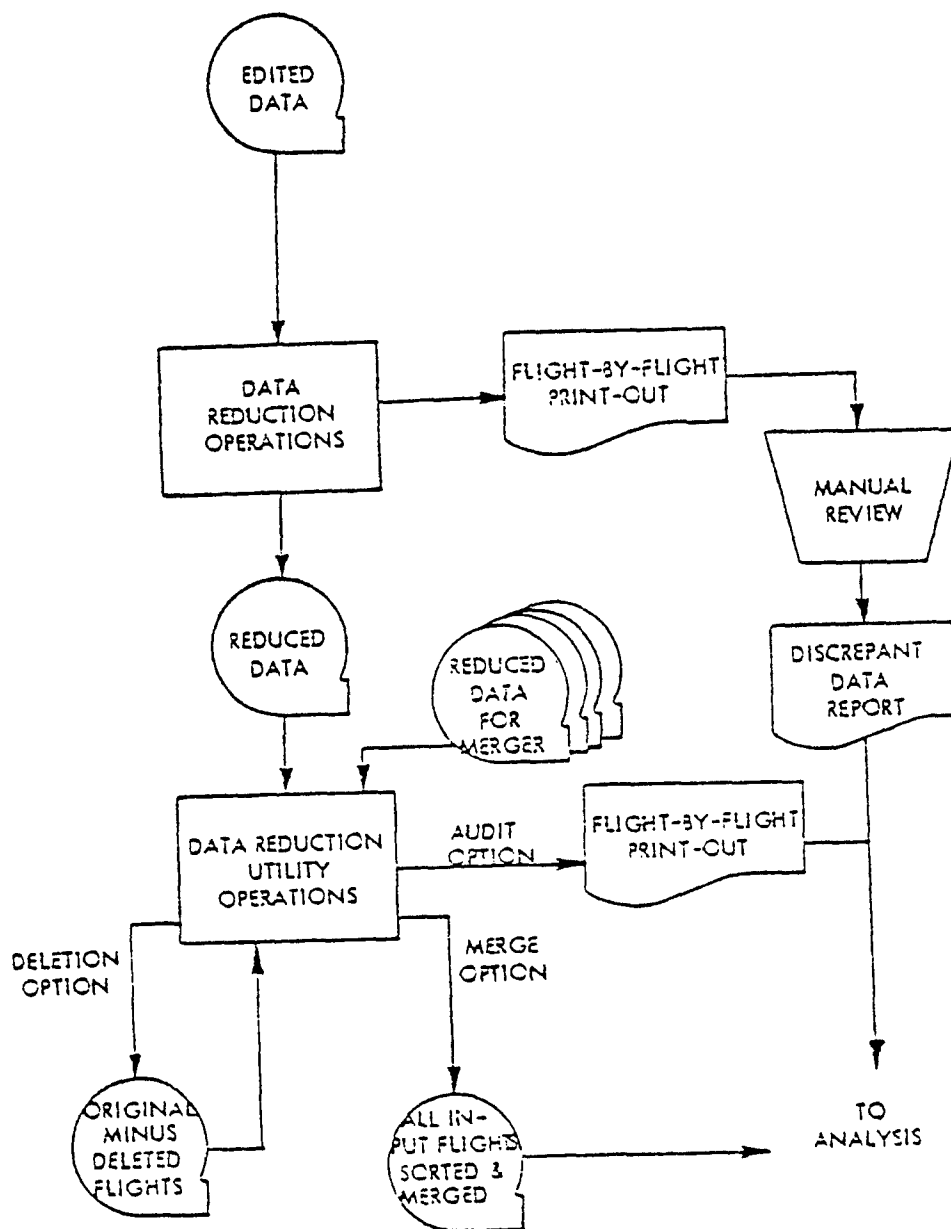 EDITED
DATA
DATA
REDUCTION
OPERATIONS
FLIGHT-BY-FLIGHT
PRINT-OUT
MANUAL
REVIEW
REDUCED
DATA
REDUCED
DATA
FOR
MERGER
DISCREPANT
DATA
REPORT
DATA REDUCTION
UTILITY
OPERATIONS
AUDIT
OPTION
FLIGHT-BY-FLIGHT
PRINT-OUT
DELETION
OPTION
MERGE
OPTION
ORIGINAL
MINUS
DELETED
FLIGHTS
ALL IN-
PUT FLIGHTS
SORTED &
MERGED
TO
ANALYSIS